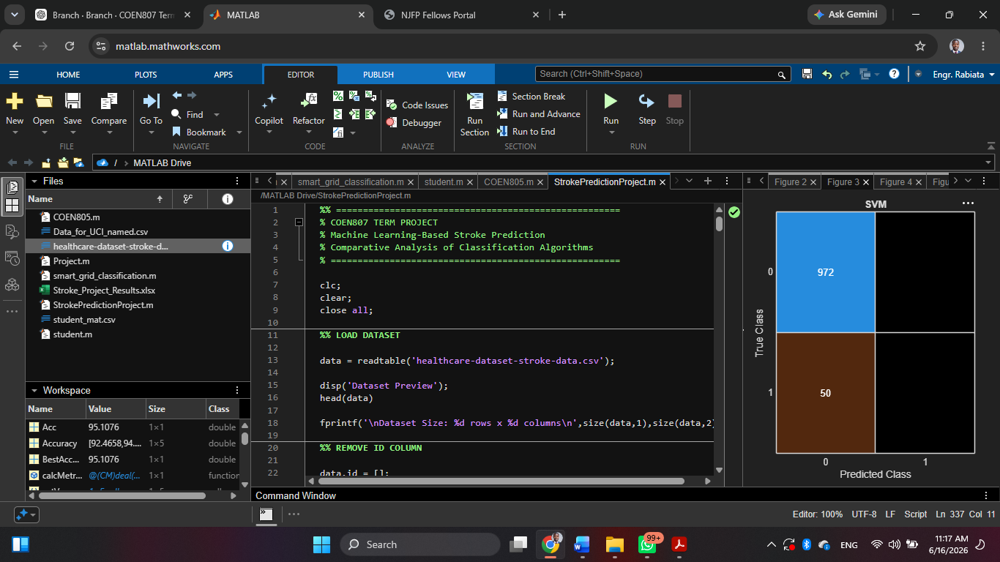 Branch · Branch · COEN807 Term
MATLAB
NJFP Fellows Portal
Ask Gemini
matlab.mathworks.com
HOME
PLOTS
APPS
EDITOR
PUBLISH
VIEW
Search (Ctrl+Shift+Space)
Engr. Rabiata
New
Open
Save
Compare
Go To
Find
Bookmark
Copilot
Refactor
Code Issues
Debugger
Run Section
Section Break
Run and Advance
Run to End
Run
Step
Stop
FILE
NAVIGATE
CODE
ANALYZE
SECTION
RUN
/ > MATLAB Drive
Files
Name
COEN805.m
Data_for_UCI_named.csv
healthcare-dataset-stroke-d...
Project.m
smart_grid_classification.m
Stroke_Project_Results.xlsx
StrokePredictionProject.m
student_mat.csv
student.m
Workspace
Name Value Size Class
Acc 95.1076 1×1 double
Accuracy [92.4658,94.... 1×5 double
BestAcc... 95.1076 1×1 double
calcMetr... @(CM)deal(... 1×1 function
smart_grid_classification.m
student.m
COEN805.m
StrokePredictionProject.m
/MATLAB Drive/StrokePredictionProject.m
1 %% ====================================================
2 % COEN807 TERM PROJECT
3 % Machine Learning-Based Stroke Prediction
4 % Comparative Analysis of Classification Algorithms
5 % =====================================================
6
7 clc;
8 clear;
9 close all;
10
11 %% LOAD DATASET
12
13 data = readtable('healthcare-dataset-stroke-data.csv');
14
15 disp('Dataset Preview');
16 head(data)
17
18 fprintf('\nDataset Size: %d rows x %d columns\n',size(data,1),size(data,2)
19
20 %% REMOVE ID COLUMN
21
22 data.id = [];
Figure 2
Figure 3
Figure 4
Figu
SVM
0
972
True Class
1
50
0 1
Predicted Class
Command Window
Editor: 100% UTF-8 LF Script Ln 337 Col 11
Search
99+
ENG
11:17 AM
6/16/2026